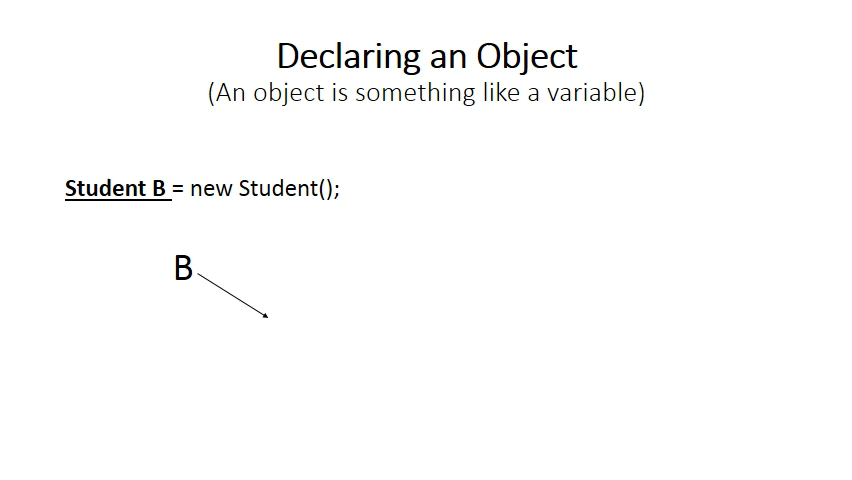 Declaring an Object
(An object is something like a variable)
Student B = new Student();
B